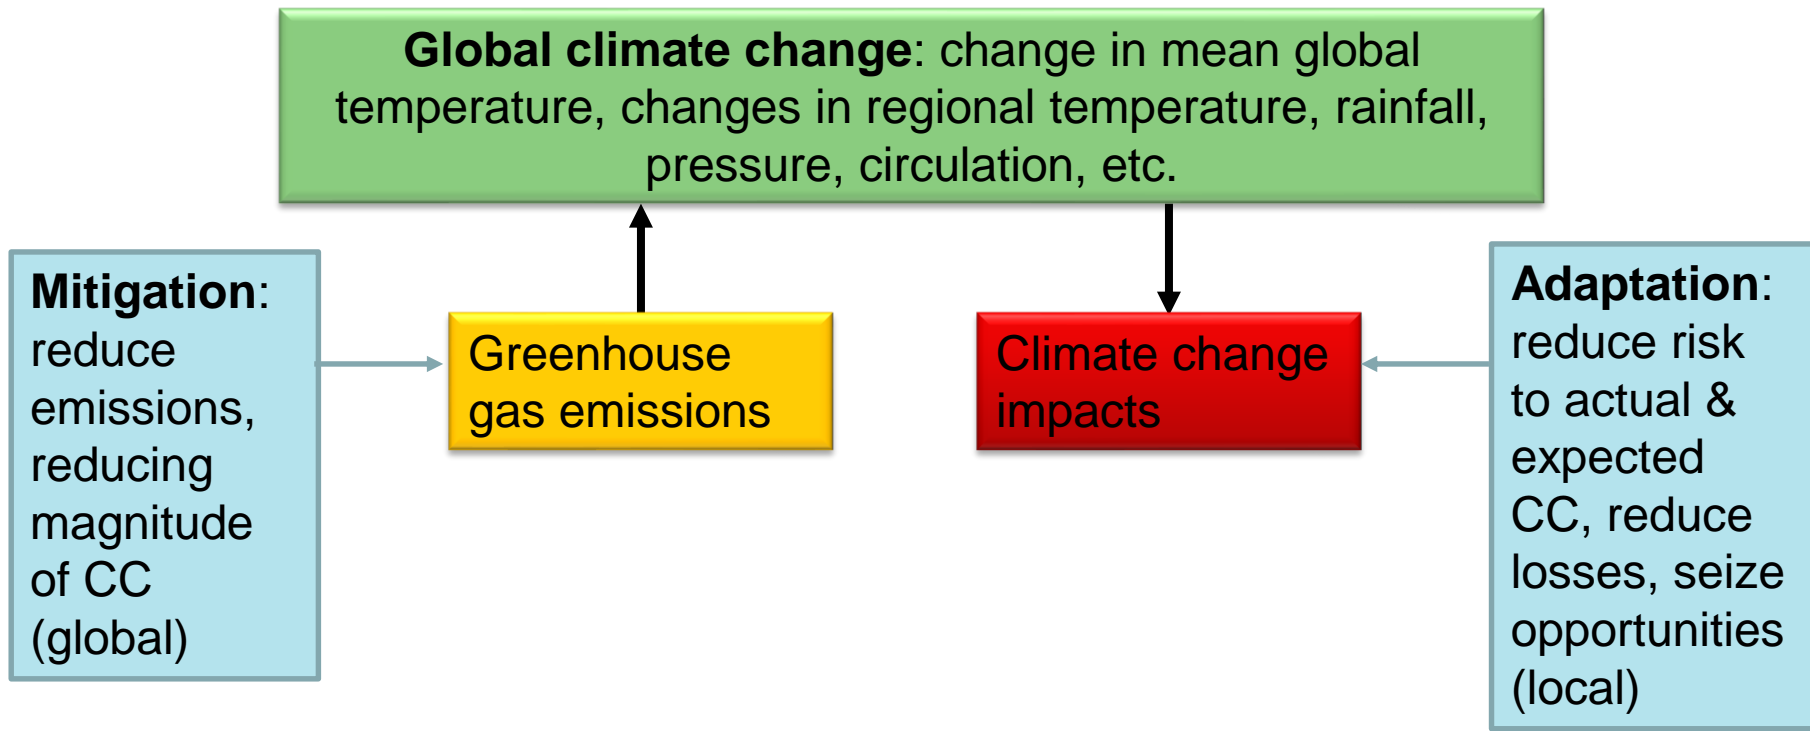 Global climate change: change in mean global
temperature, changes in regional temperature, rainfall,
pressure, circulation, etc.
Mitigation:
reduce
emissions,
reducing
magnitude
of CC
(global)
Greenhouse
gas emissions
Climate change
impacts
Adaptation:
reduce risk
to actual &
expected
CC, reduce
losses, seize
opportunities
(local)